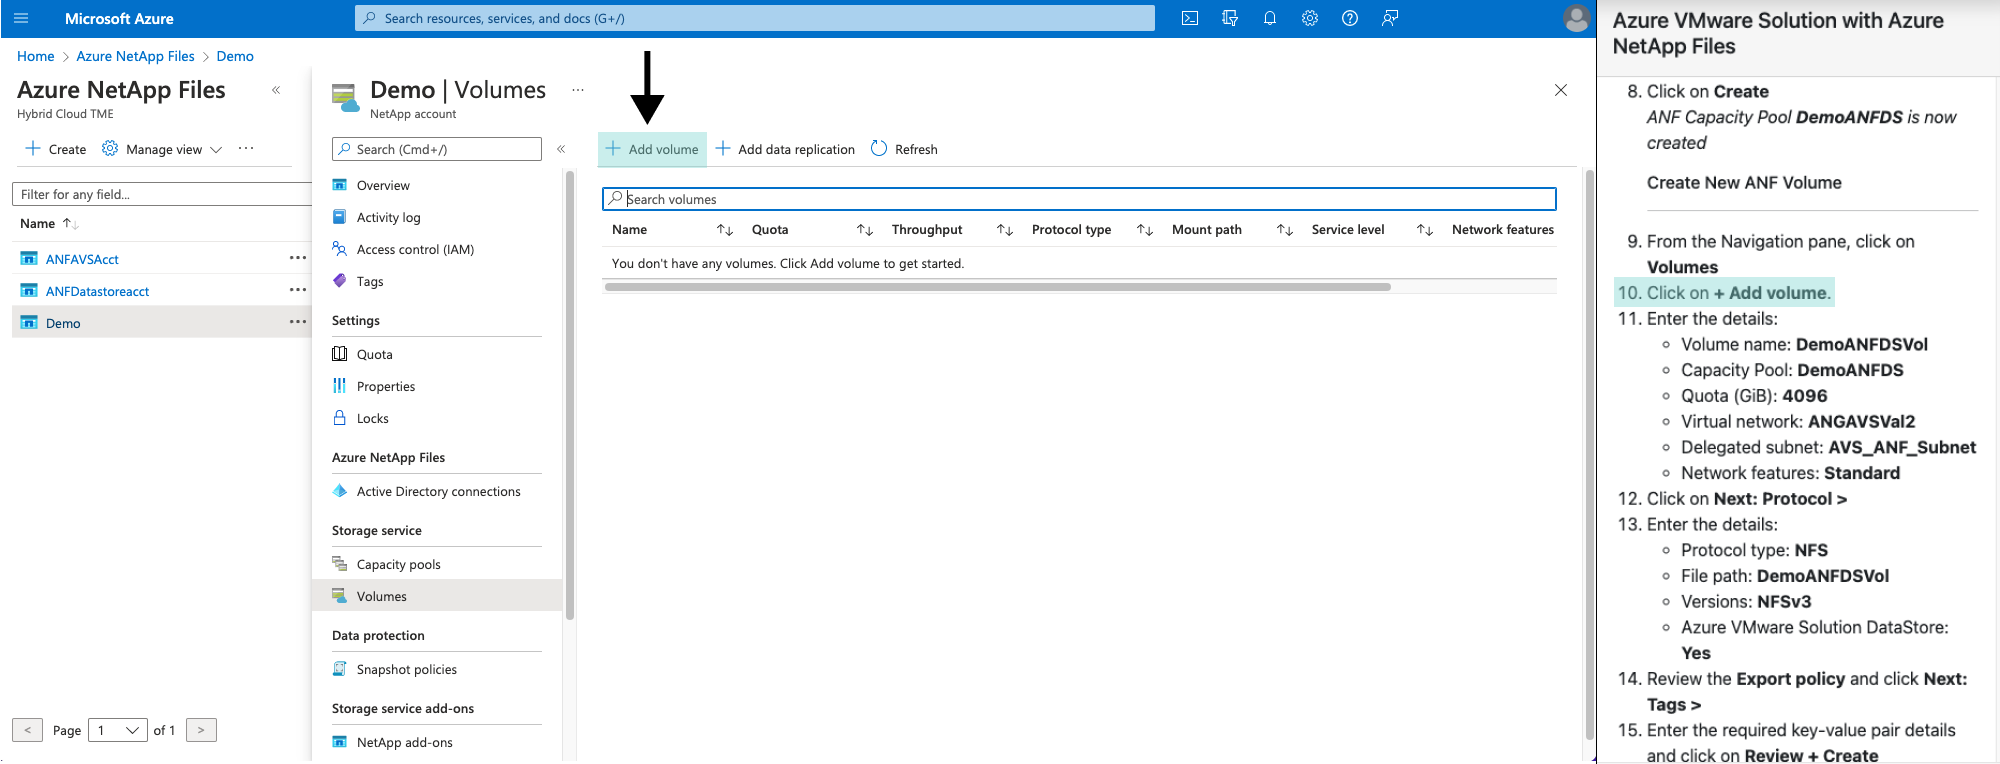 Microsoft Azure
Search resources, services, and docs (G+/)
Home > Azure NetApp Files > Demo
Azure NetApp Files «
Hybrid Cloud TME
+ Create Manage view ···
Filter for any field...
Name ↑↓
ANFAVSAcct ···
ANFDatastoreacct ···
Demo ···
< Page 1 of 1 >
Demo | Volumes ···
NetApp account
Search (Cmd+/) «
Overview
Activity log
Access control (IAM)
Tags
Settings
Quota
Properties
Locks
Azure NetApp Files
Active Directory connections
Storage service
Capacity pools
Volumes
Data protection
Snapshot policies
Storage service add-ons
NetApp add-ons
+ Add volume + Add data replication Refresh
Search volumes
Name ↑↓ Quota ↑↓ Throughput ↑↓ Protocol type ↑↓ Mount path ↑↓ Service level ↑↓ Network features
You don't have any volumes. Click Add volume to get started.
Azure VMware Solution with Azure
NetApp Files
8. Click on Create
ANF Capacity Pool DemoANFDS is now
created
Create New ANF Volume
9. From the Navigation pane, click on
Volumes
10. Click on + Add volume.
11. Enter the details:
◦ Volume name: DemoANFDSVol
◦ Capacity Pool: DemoANFDS
◦ Quota (GiB): 4096
◦ Virtual network: ANGAVSVal2
◦ Delegated subnet: AVS_ANF_Subnet
◦ Network features: Standard
12. Click on Next: Protocol >
13. Enter the details:
◦ Protocol type: NFS
◦ File path: DemoANFDSVol
◦ Versions: NFSv3
◦ Azure VMware Solution DataStore:
Yes
14. Review the Export policy and click Next:
Tags >
15. Enter the required key-value pair details
and click on Review + Create